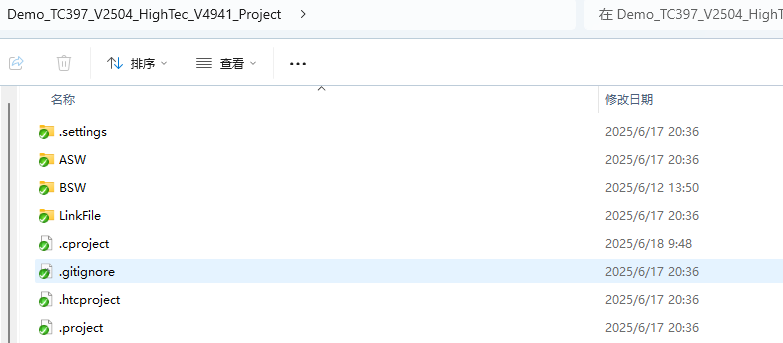 Demo_TC397_V2504_HighTec_V4941_Project
在 Demo_TC397_V2504_HighT
排序 查看
名称 修改日期
.settings 2025/6/17 20:36
ASW 2025/6/17 20:36
BSW 2025/6/12 13:50
LinkFile 2025/6/17 20:36
.cproject 2025/6/18 9:48
.gitignore 2025/6/17 20:36
.htcproject 2025/6/17 20:36
.project 2025/6/17 20:36